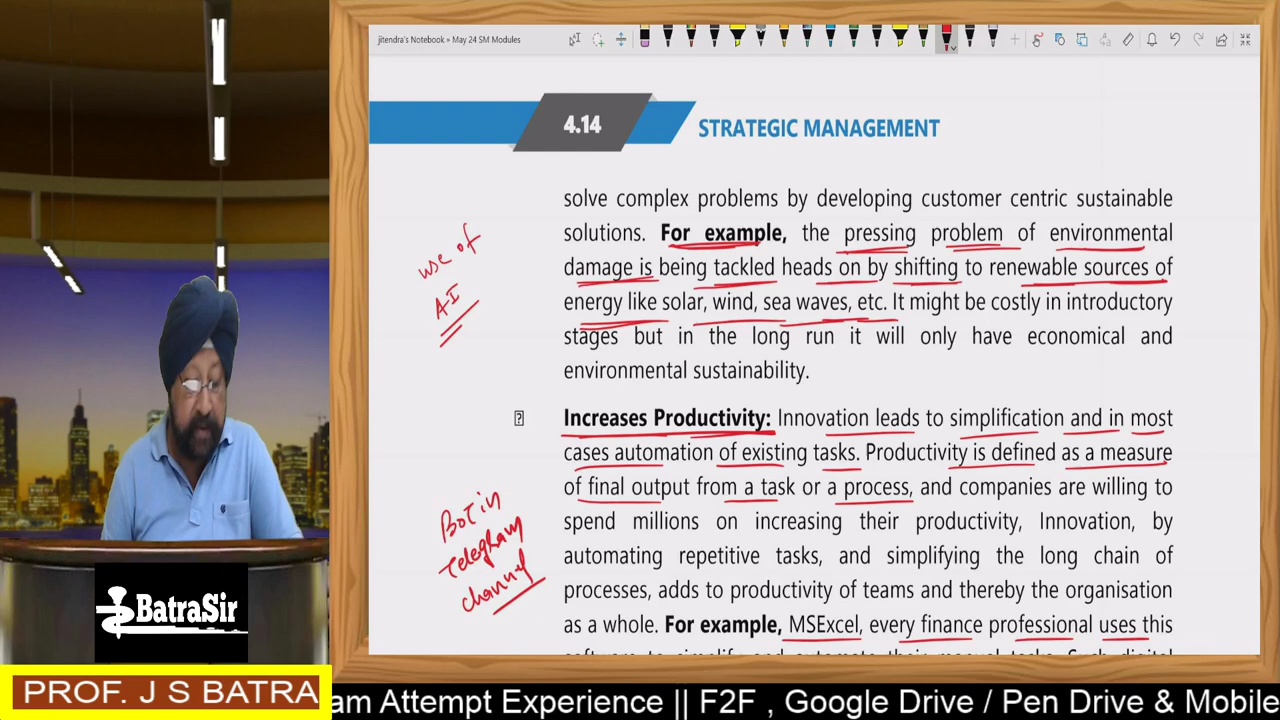 jitendra's Notebook » May 24 SM Modules
4.14
STRATEGIC MANAGEMENT
solve complex problems by developing customer centric sustainable
solutions. For example, the pressing problem of environmental
damage is being tackled heads on by shifting to renewable sources of
energy like solar, wind, sea waves, etc. It might be costly in introductory
stages but in the long run it will only have economical and
environmental sustainability.
use of
AI
Increases Productivity: Innovation leads to simplification and in most
cases automation of existing tasks. Productivity is defined as a measure
of final output from a task or a process, and companies are willing to
spend millions on increasing their productivity, Innovation, by
automating repetitive tasks, and simplifying the long chain of
processes, adds to productivity of teams and thereby the organisation
as a whole. For example, MSExcel, every finance professional uses this
BOT in
Telegram
channel
BatraSir
PROF. J S BATRA
am Attempt Experience || F2F , Google Drive / Pen Drive & Mobile